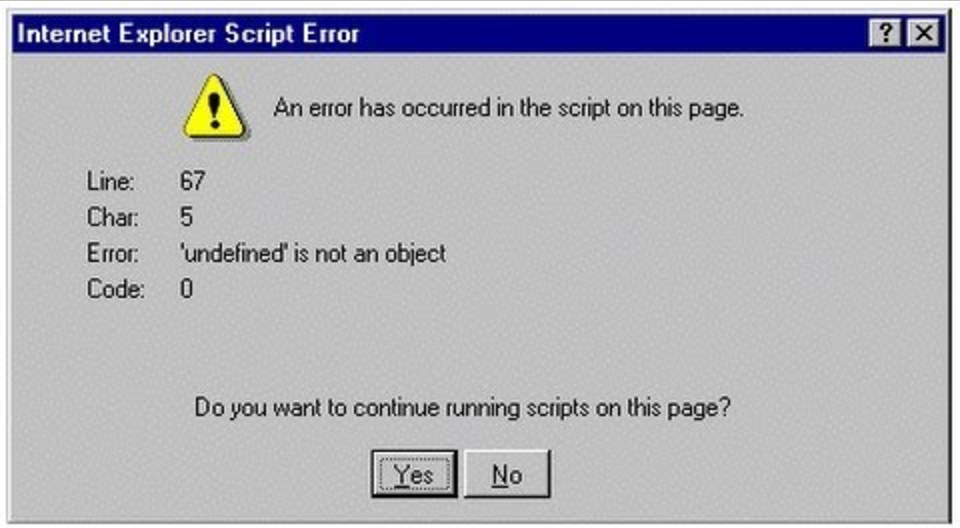 Internet Explorer Script Error
An error has occurred in the script on this page.
Line: 67
Char: 5
Error: 'undefined' is not an object
Code: 0
Do you want to continue running scripts on this page?
Yes No